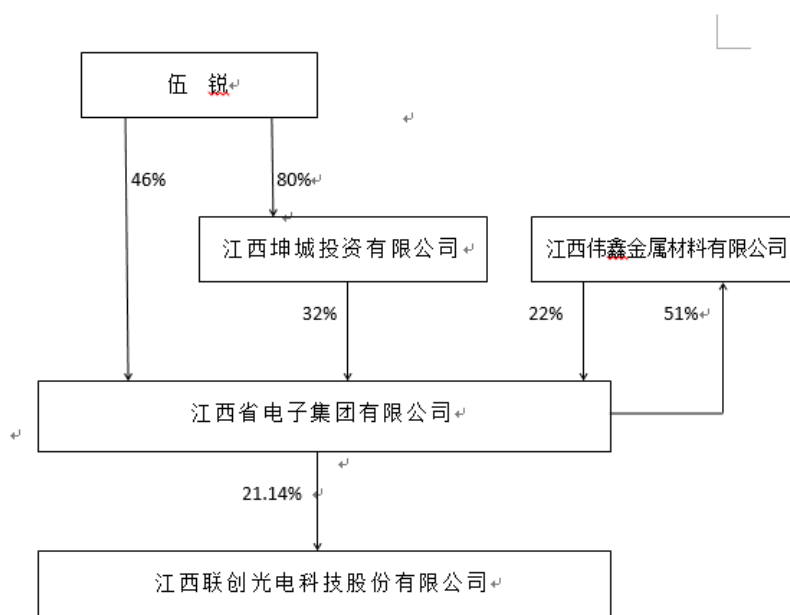 伍 锐
46%
80%
江西坤城投资有限公司
江西伟鑫金属材料有限公司
32%
22%
51%
江西省电子集团有限公司
21.14%
江西联创光电科技股份有限公司